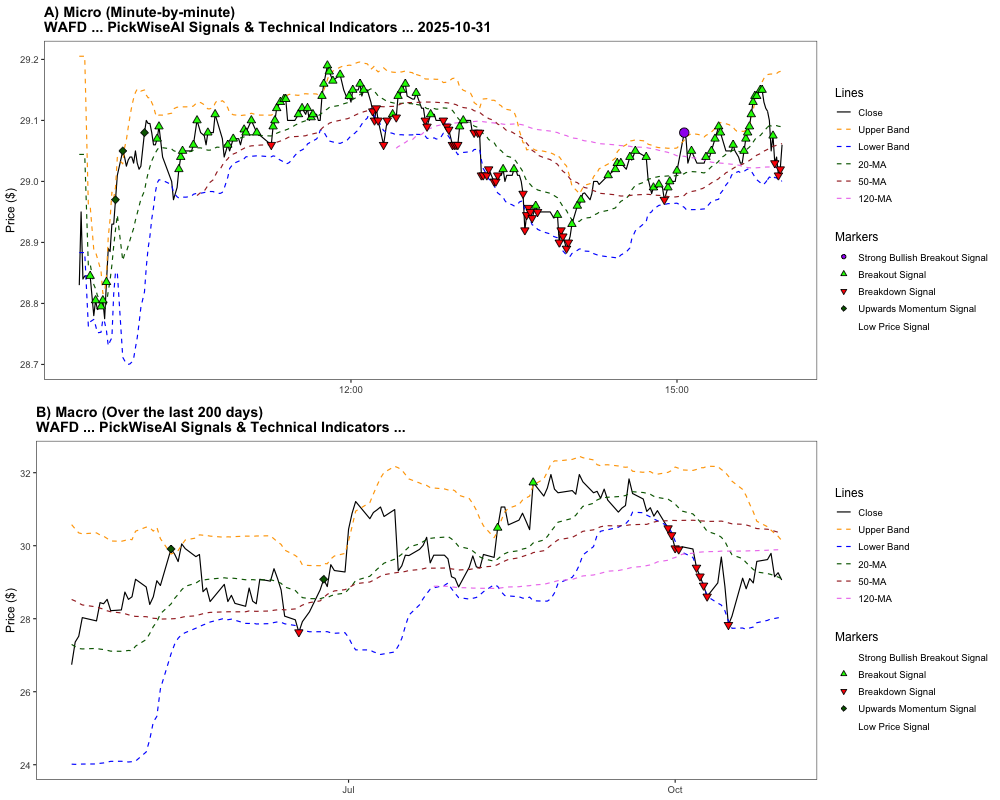 A) Micro (Minute-by-minute)
WAFD ... PickWiseAI Signals & Technical Indicators ... 2025-10-31
29.2
29.1
29.0
28.9
28.8
28.7
Price ($)
12:00
15:00
Lines
Close
Upper Band
Lower Band
20-MA
50-MA
120-MA
Markers
Strong Bullish Breakout Signal
Breakout Signal
Breakdown Signal
Upwards Momentum Signal
Low Price Signal
B) Macro (Over the last 200 days)
WAFD ... PickWiseAI Signals & Technical Indicators ...
32
30
28
26
24
Price ($)
Jul
Oct
Lines
Close
Upper Band
Lower Band
20-MA
50-MA
120-MA
Markers
Strong Bullish Breakout Signal
Breakout Signal
Breakdown Signal
Upwards Momentum Signal
Low Price Signal